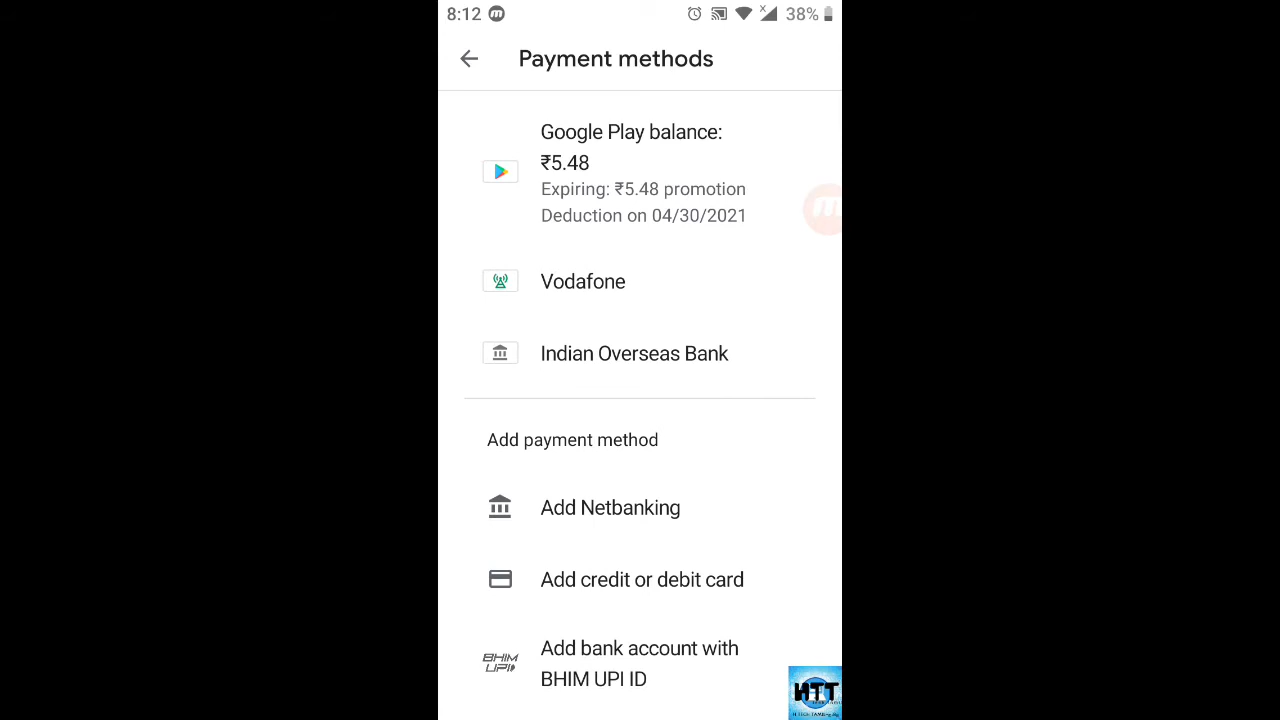 8:12
x
38%
Payment methods
Google Play balance:
₹5.48
Expiring: ₹5.48 promotion
Deduction on 04/30/2021
Vodafone
Indian Overseas Bank
Add payment method
Add Netbanking
Add credit or debit card
Add bank account with
BHIM UPI ID
BHIM
UPI
HTT